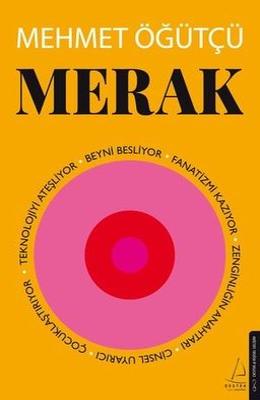 MEHMET ÖĞÜTÇÜ
MERAK
TEKNOLOJİYİ ATEŞLİYOR • BEYNİ BESLİYOR • FANATİZMİ KAZIYOR • ZENGİNLİĞİN ANAHTARI • CİNSEL UYARICI • ÇOCUKLAŞTIRIYOR •
DESTEK